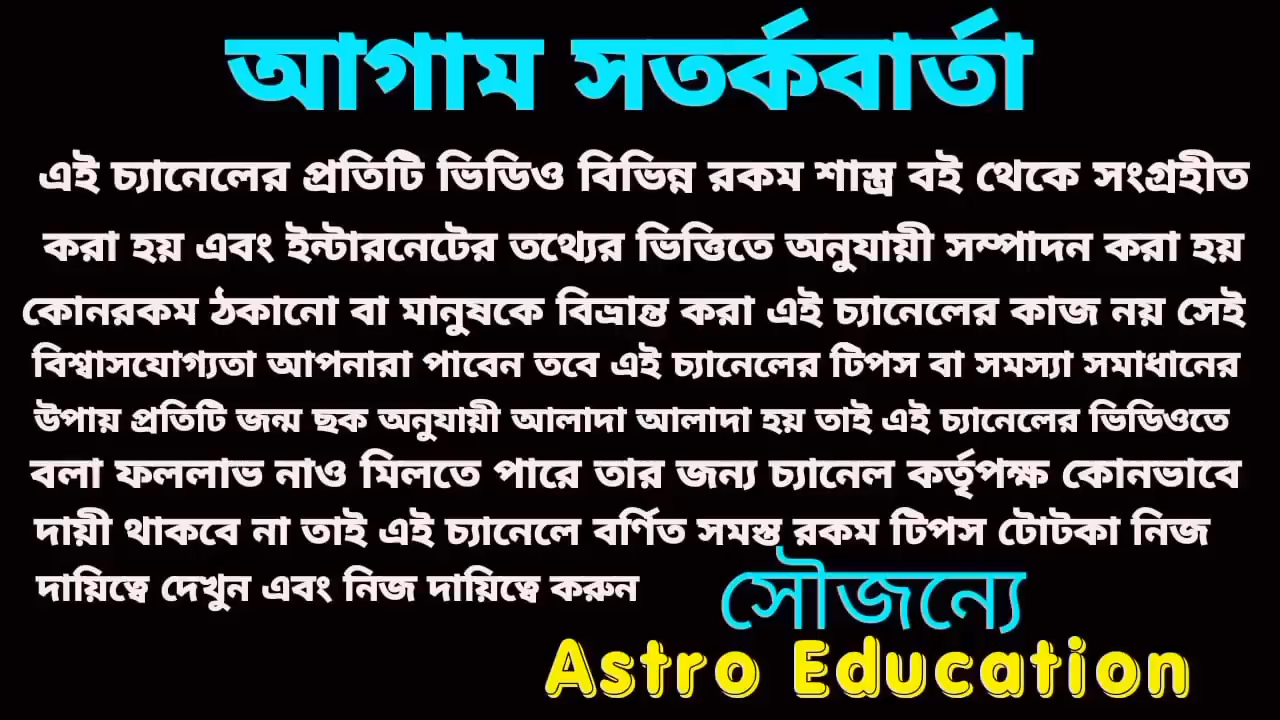 আগাম সতর্কবার্তা
এই চ্যানেলের প্রতিটি ভিডিও বিভিন্ন রকম শাস্ত্র বই থেকে সংগ্রহীত
করা হয় এবং ইন্টারনেটের তথ্যের ভিত্তিতে অনুযায়ী সম্পাদন করা হয়
কোনরকম ঠকানো বা মানুষকে বিভ্রান্ত করা এই চ্যানেলের কাজ নয় সেই
বিশ্বাসযোগ্যতা আপনারা পাবেন তবে এই চ্যানেলের টিপস বা সমস্যা সমাধানের
উপায় প্রতিটি জন্ম ছক অনুযায়ী আলাদা আলাদা হয় তাই এই চ্যানেলের ভিডিওতে
বলা ফললাভ নাও মিলতে পারে তার জন্য চ্যানেল কর্তৃপক্ষ কোনভাবে
দায়ী থাকবে না তাই এই চ্যানেলে বর্ণিত সমস্ত রকম টিপস টোটকা নিজ
দায়িত্বে দেখুন এবং নিজ দায়িত্বে করুন
সৌজন্যে
Astro Education